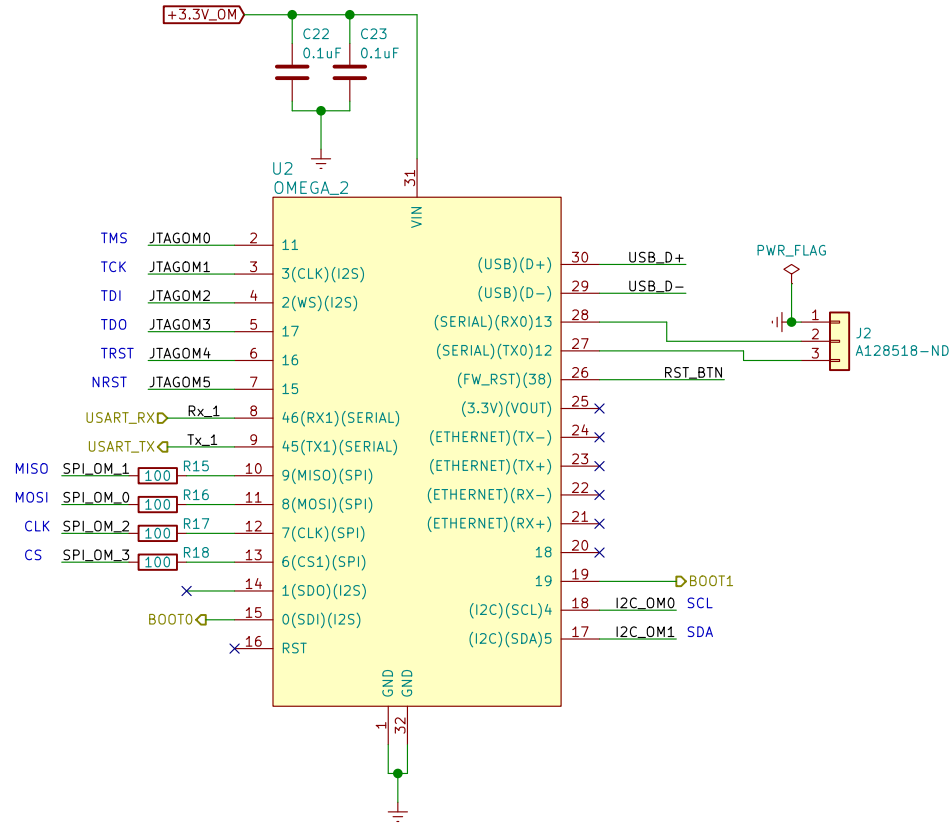 +3.3V_OM
C22 C23
0.1uF 0.1uF
U2
OMEGA_2
31
VIN
TMS JTAGOM0 2 11
TCK JTAGOM1 3 3(CLK)(I2S)
TDI JTAGOM2 4 2(WS)(I2S)
TDO JTAGOM3 5 17
TRST JTAGOM4 6 16
NRST JTAGOM5 7 15
USART_RX Rx_1 8 46(RX1)(SERIAL)
USART_TX Tx_1 9 45(TX1)(SERIAL)
MISO SPI_OM_1 100 R15 10 9(MISO)(SPI)
MOSI SPI_OM_0 100 R16 11 8(MOSI)(SPI)
CLK SPI_OM_2 100 R17 12 7(CLK)(SPI)
CS SPI_OM_3 100 R18 13 6(CS1)(SPI)
14 1(SDO)(I2S)
BOOT0 15 0(SDI)(I2S)
16 RST
(USB)(D+) 30 USB_D+
(USB)(D-) 29 USB_D-
(SERIAL)(RX0)13 28
(SERIAL)(TX0)12 27
(FW_RST)(38) 26 RST_BTN
(3.3V)(VOUT) 25
(ETHERNET)(TX-) 24
(ETHERNET)(TX+) 23
(ETHERNET)(RX-) 22
(ETHERNET)(RX+) 21
18 20
19 19 BOOT1
(I2C)(SCL)4 18 I2C_OM0 SCL
(I2C)(SDA)5 17 I2C_OM1 SDA
PWR_FLAG
1
2
3
J2
A128518-ND
GND GND
1 32